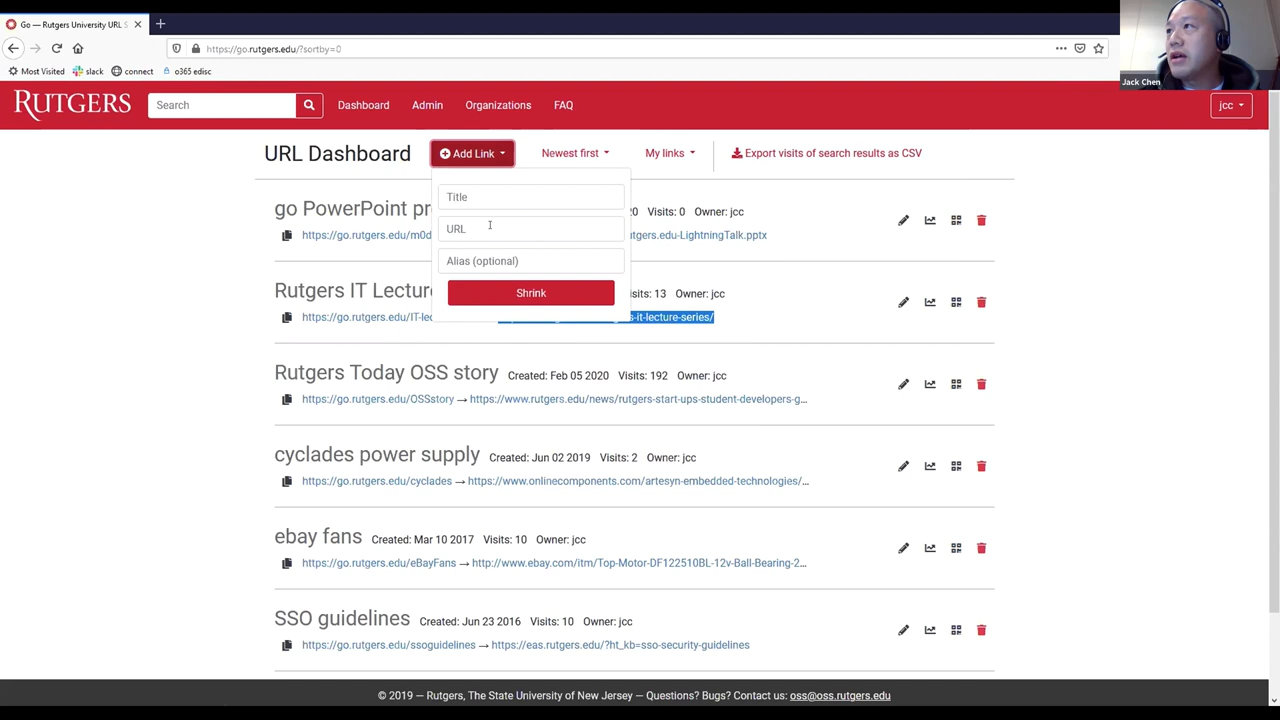 Go — Rutgers University URL S
https://go.rutgers.edu/?sortby=0
Most Visited slack connect o365 edisc
Jack Chen
RUTGERS Search Dashboard Admin Organizations FAQ jcc
URL Dashboard Add Link Newest first My links Export visits of search results as CSV
Title
URL
Alias (optional)
Shrink
go PowerPoint pr 20 Visits: 0 Owner: jcc
https://go.rutgers.edu/m0d tgers.edu-LightningTalk.pptx
Rutgers IT Lectur isits: 13 Owner: jcc
https://go.rutgers.edu/IT-lec s-it-lecture-series/
Rutgers Today OSS story Created: Feb 05 2020 Visits: 192 Owner: jcc
https://go.rutgers.edu/OSSstory → https://www.rutgers.edu/news/rutgers-start-ups-student-developers-g...
cyclades power supply Created: Jun 02 2019 Visits: 2 Owner: jcc
https://go.rutgers.edu/cyclades → https://www.onlinecomponents.com/artesyn-embedded-technologies/...
ebay fans Created: Mar 10 2017 Visits: 10 Owner: jcc
https://go.rutgers.edu/eBayFans → http://www.ebay.com/itm/Top-Motor-DF122510BL-12v-Ball-Bearing-2...
SSO guidelines Created: Jun 23 2016 Visits: 10 Owner: jcc
https://go.rutgers.edu/ssoguidelines → https://eas.rutgers.edu/?ht_kb=sso-security-guidelines
© 2019 — Rutgers, The State University of New Jersey — Questions? Bugs? Contact us: oss@oss.rutgers.edu